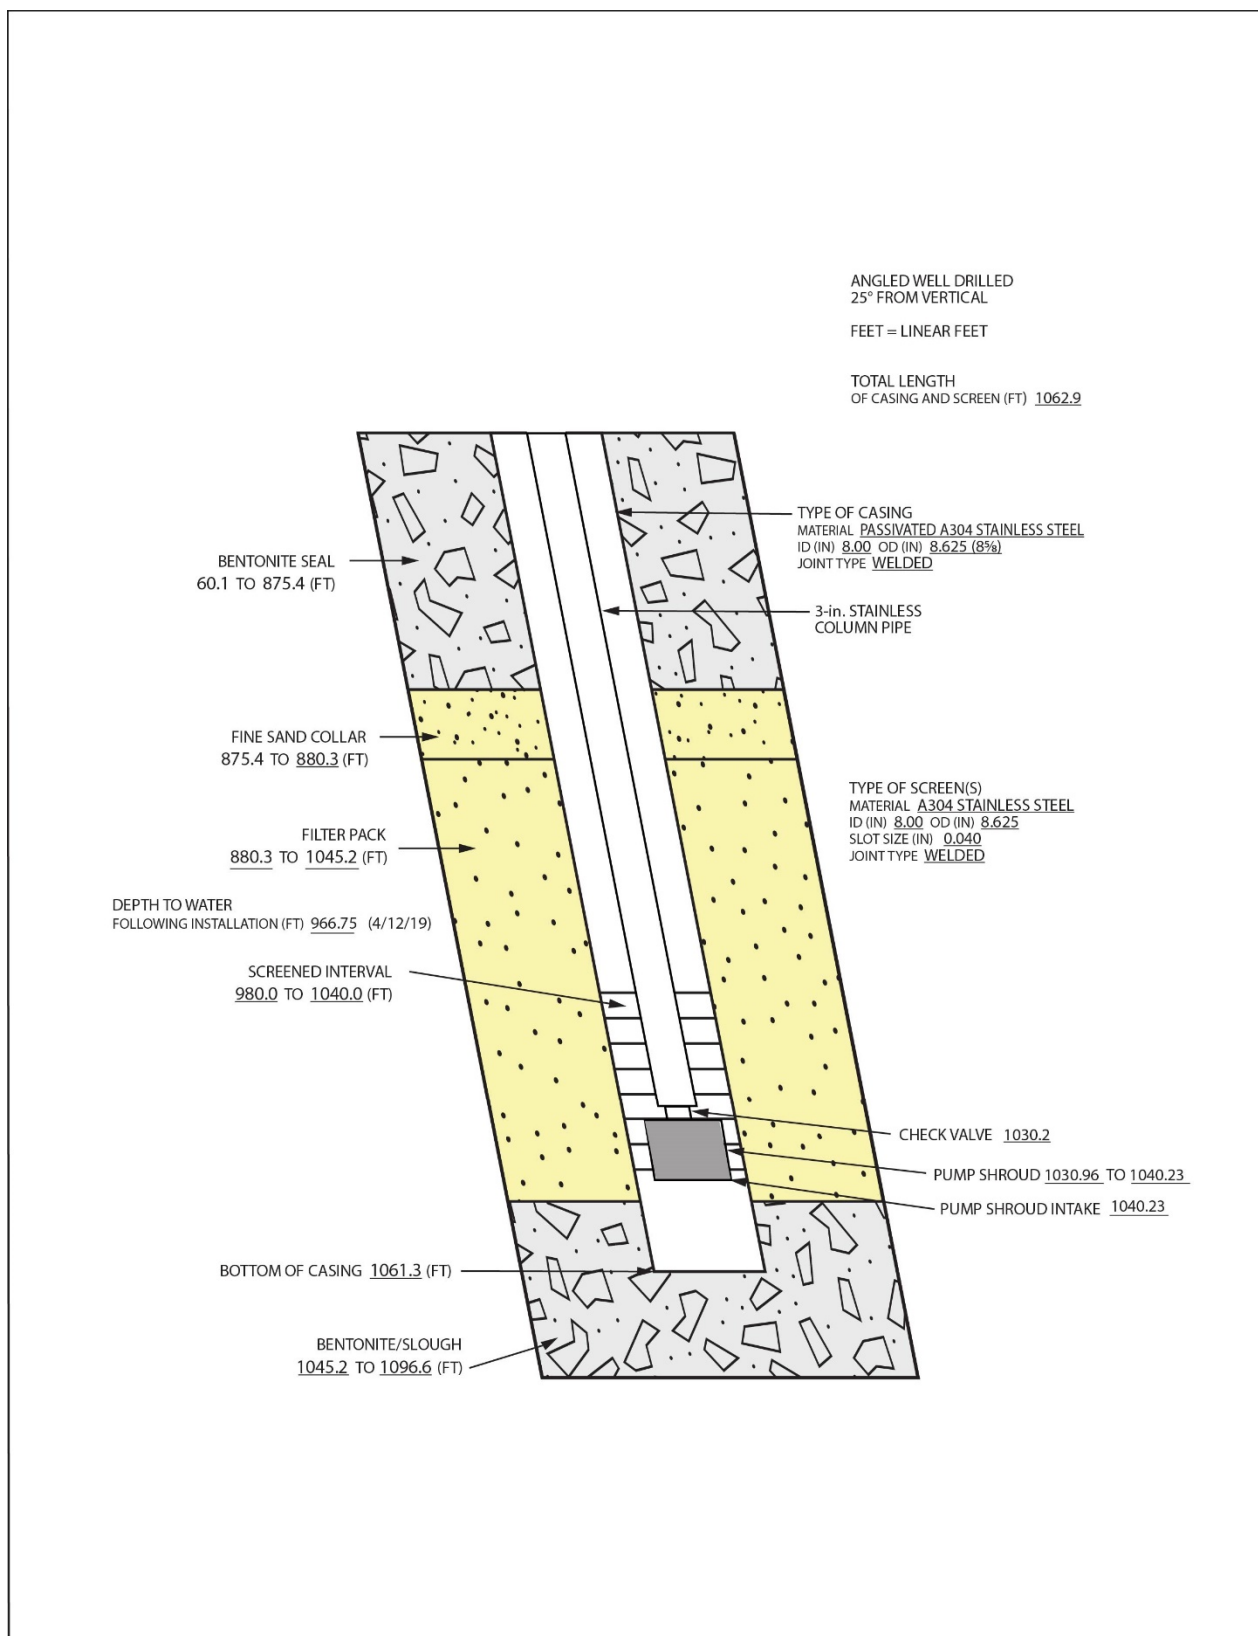 ANGLED WELL DRILLED
25° FROM VERTICAL
FEET = LINEAR FEET
TOTAL LENGTH
OF CASING AND SCREEN (FT) 1062.9
TYPE OF CASING
MATERIAL PASSIVATED A304 STAINLESS STEEL
ID (IN) 8.00 OD (IN) 8.625 (8⅝)
JOINT TYPE WELDED
BENTONITE SEAL
60.1 TO 875.4 (FT)
3-in. STAINLESS
COLUMN PIPE
FINE SAND COLLAR
875.4 TO 880.3 (FT)
TYPE OF SCREEN(S)
MATERIAL A304 STAINLESS STEEL
ID (IN) 8.00 OD (IN) 8.625
SLOT SIZE (IN) 0.040
JOINT TYPE WELDED
FILTER PACK
880.3 TO 1045.2 (FT)
DEPTH TO WATER
FOLLOWING INSTALLATION (FT) 966.75 (4/12/19)
SCREENED INTERVAL
980.0 TO 1040.0 (FT)
CHECK VALVE 1030.2
PUMP SHROUD 1030.96 TO 1040.23
PUMP SHROUD INTAKE 1040.23
BOTTOM OF CASING 1061.3 (FT)
BENTONITE/SLOUGH
1045.2 TO 1096.6 (FT)